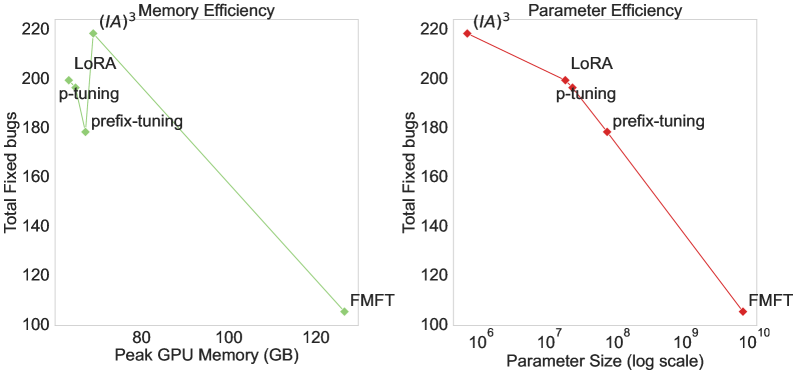 Memory Efficiency
Total Fixed bugs
220
200
180
160
140
120
100
(IA)³
LoRA
p-tuning
prefix-tuning
FMFT
80
100
120
Peak GPU Memory (GB)
Parameter Efficiency
Total Fixed bugs
220
200
180
160
140
120
100
(IA)³
LoRA
p-tuning
prefix-tuning
FMFT
10⁶
10⁷
10⁸
10⁹
10¹⁰
Parameter Size (log scale)